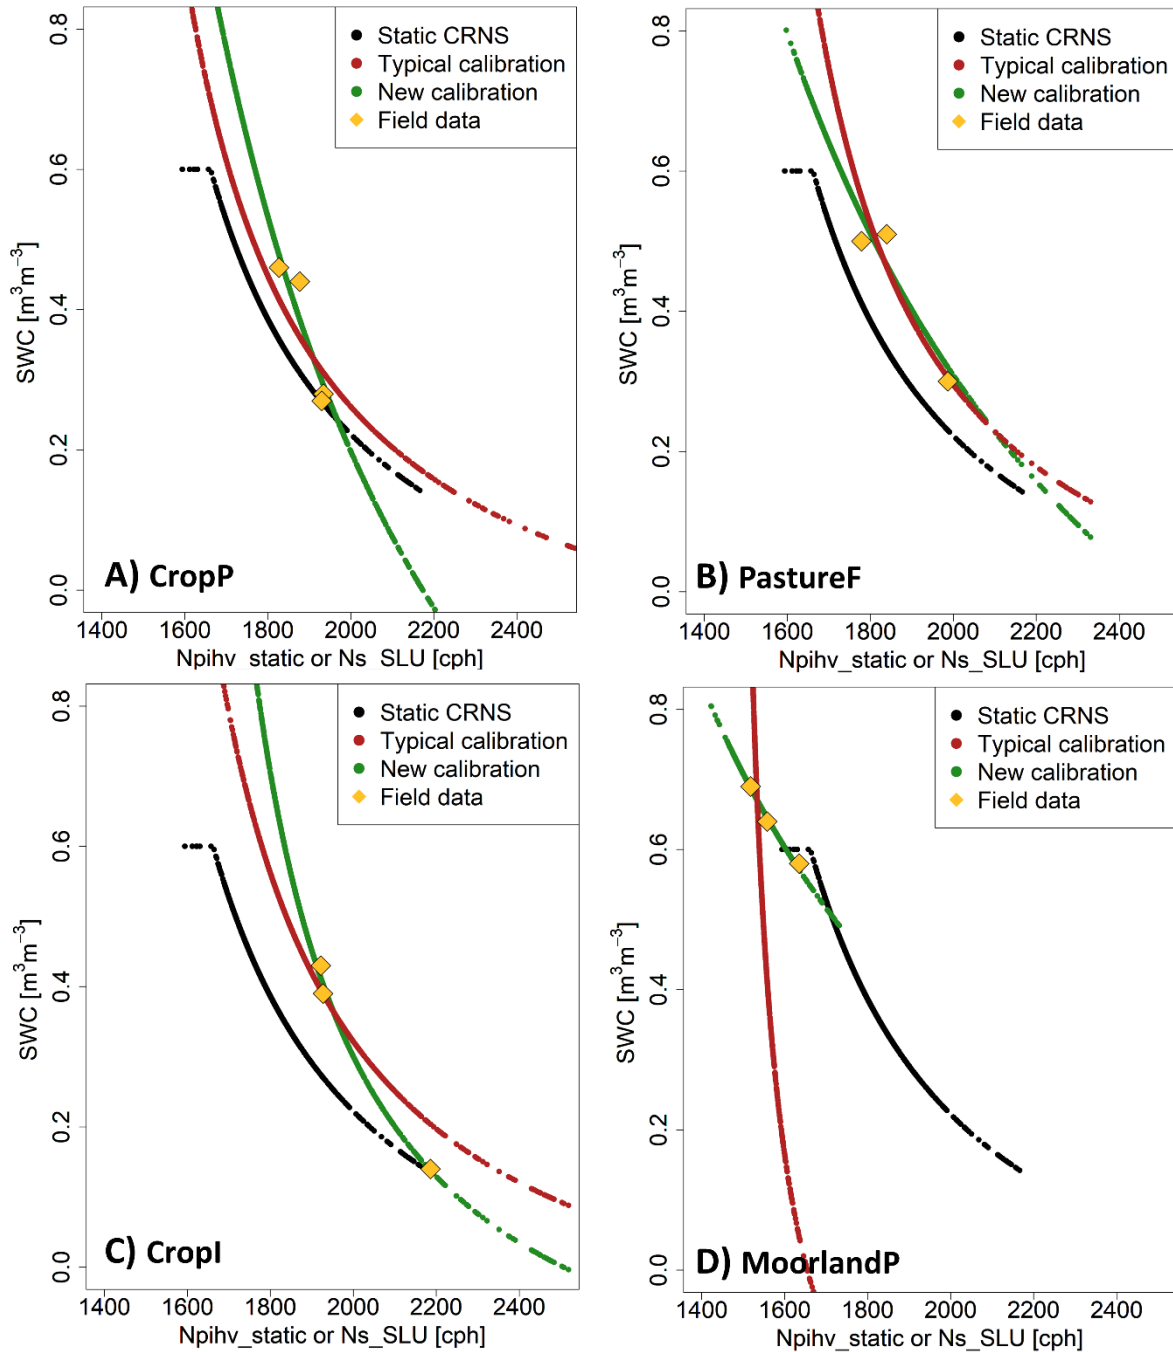 Static CRNS
Typical calibration
New calibration
Field data
0.8
0.6
0.4
0.2
0.0
SWC [m³m⁻³]
A) CropP
1400 1600 1800 2000 2200 2400
Npihv_static or Ns_SLU [cph]
Static CRNS
Typical calibration
New calibration
Field data
0.8
0.6
0.4
0.2
0.0
SWC [m³m⁻³]
B) PastureF
1400 1600 1800 2000 2200 2400
Npihv_static or Ns_SLU [cph]
Static CRNS
Typical calibration
New calibration
Field data
0.8
0.6
0.4
0.2
0.0
SWC [m³m⁻³]
C) CropI
1400 1600 1800 2000 2200 2400
Npihv_static or Ns_SLU [cph]
Static CRNS
Typical calibration
New calibration
Field data
0.8
0.6
0.4
0.2
0.0
SWC [m³m⁻³]
D) MoorlandP
1400 1600 1800 2000 2200 2400
Npihv_static or Ns_SLU [cph]